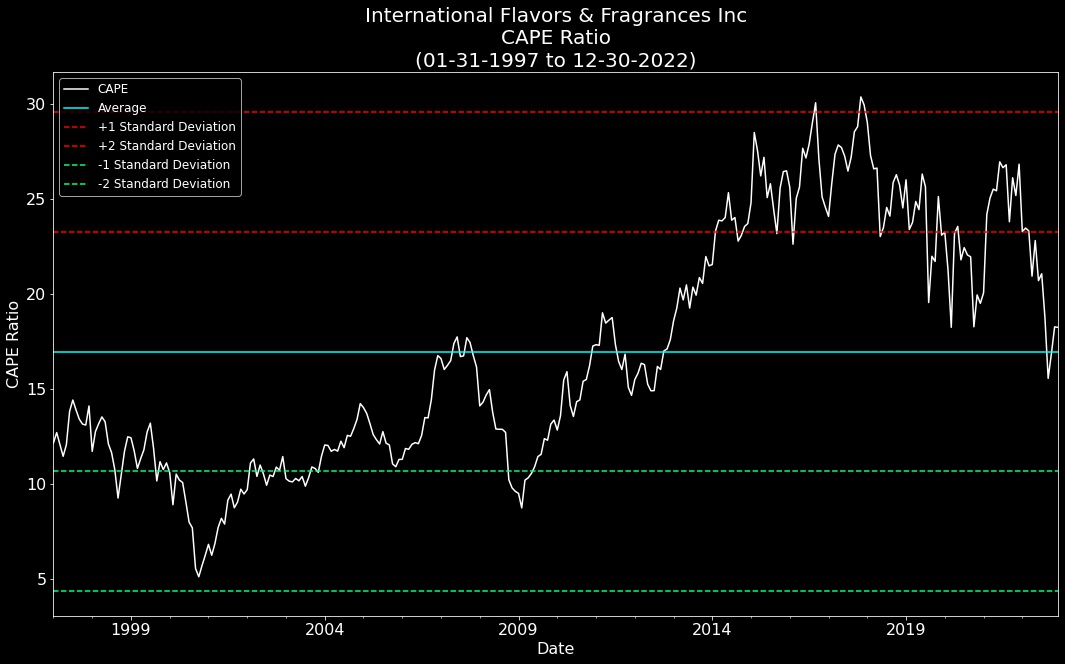 International Flavors & Fragrances Inc
CAPE Ratio
(01-31-1997 to 12-30-2022)
CAPE
Average
+1 Standard Deviation
+2 Standard Deviation
-1 Standard Deviation
-2 Standard Deviation
CAPE Ratio
30
25
20
15
10
5
1999 2004 2009 2014 2019
Date